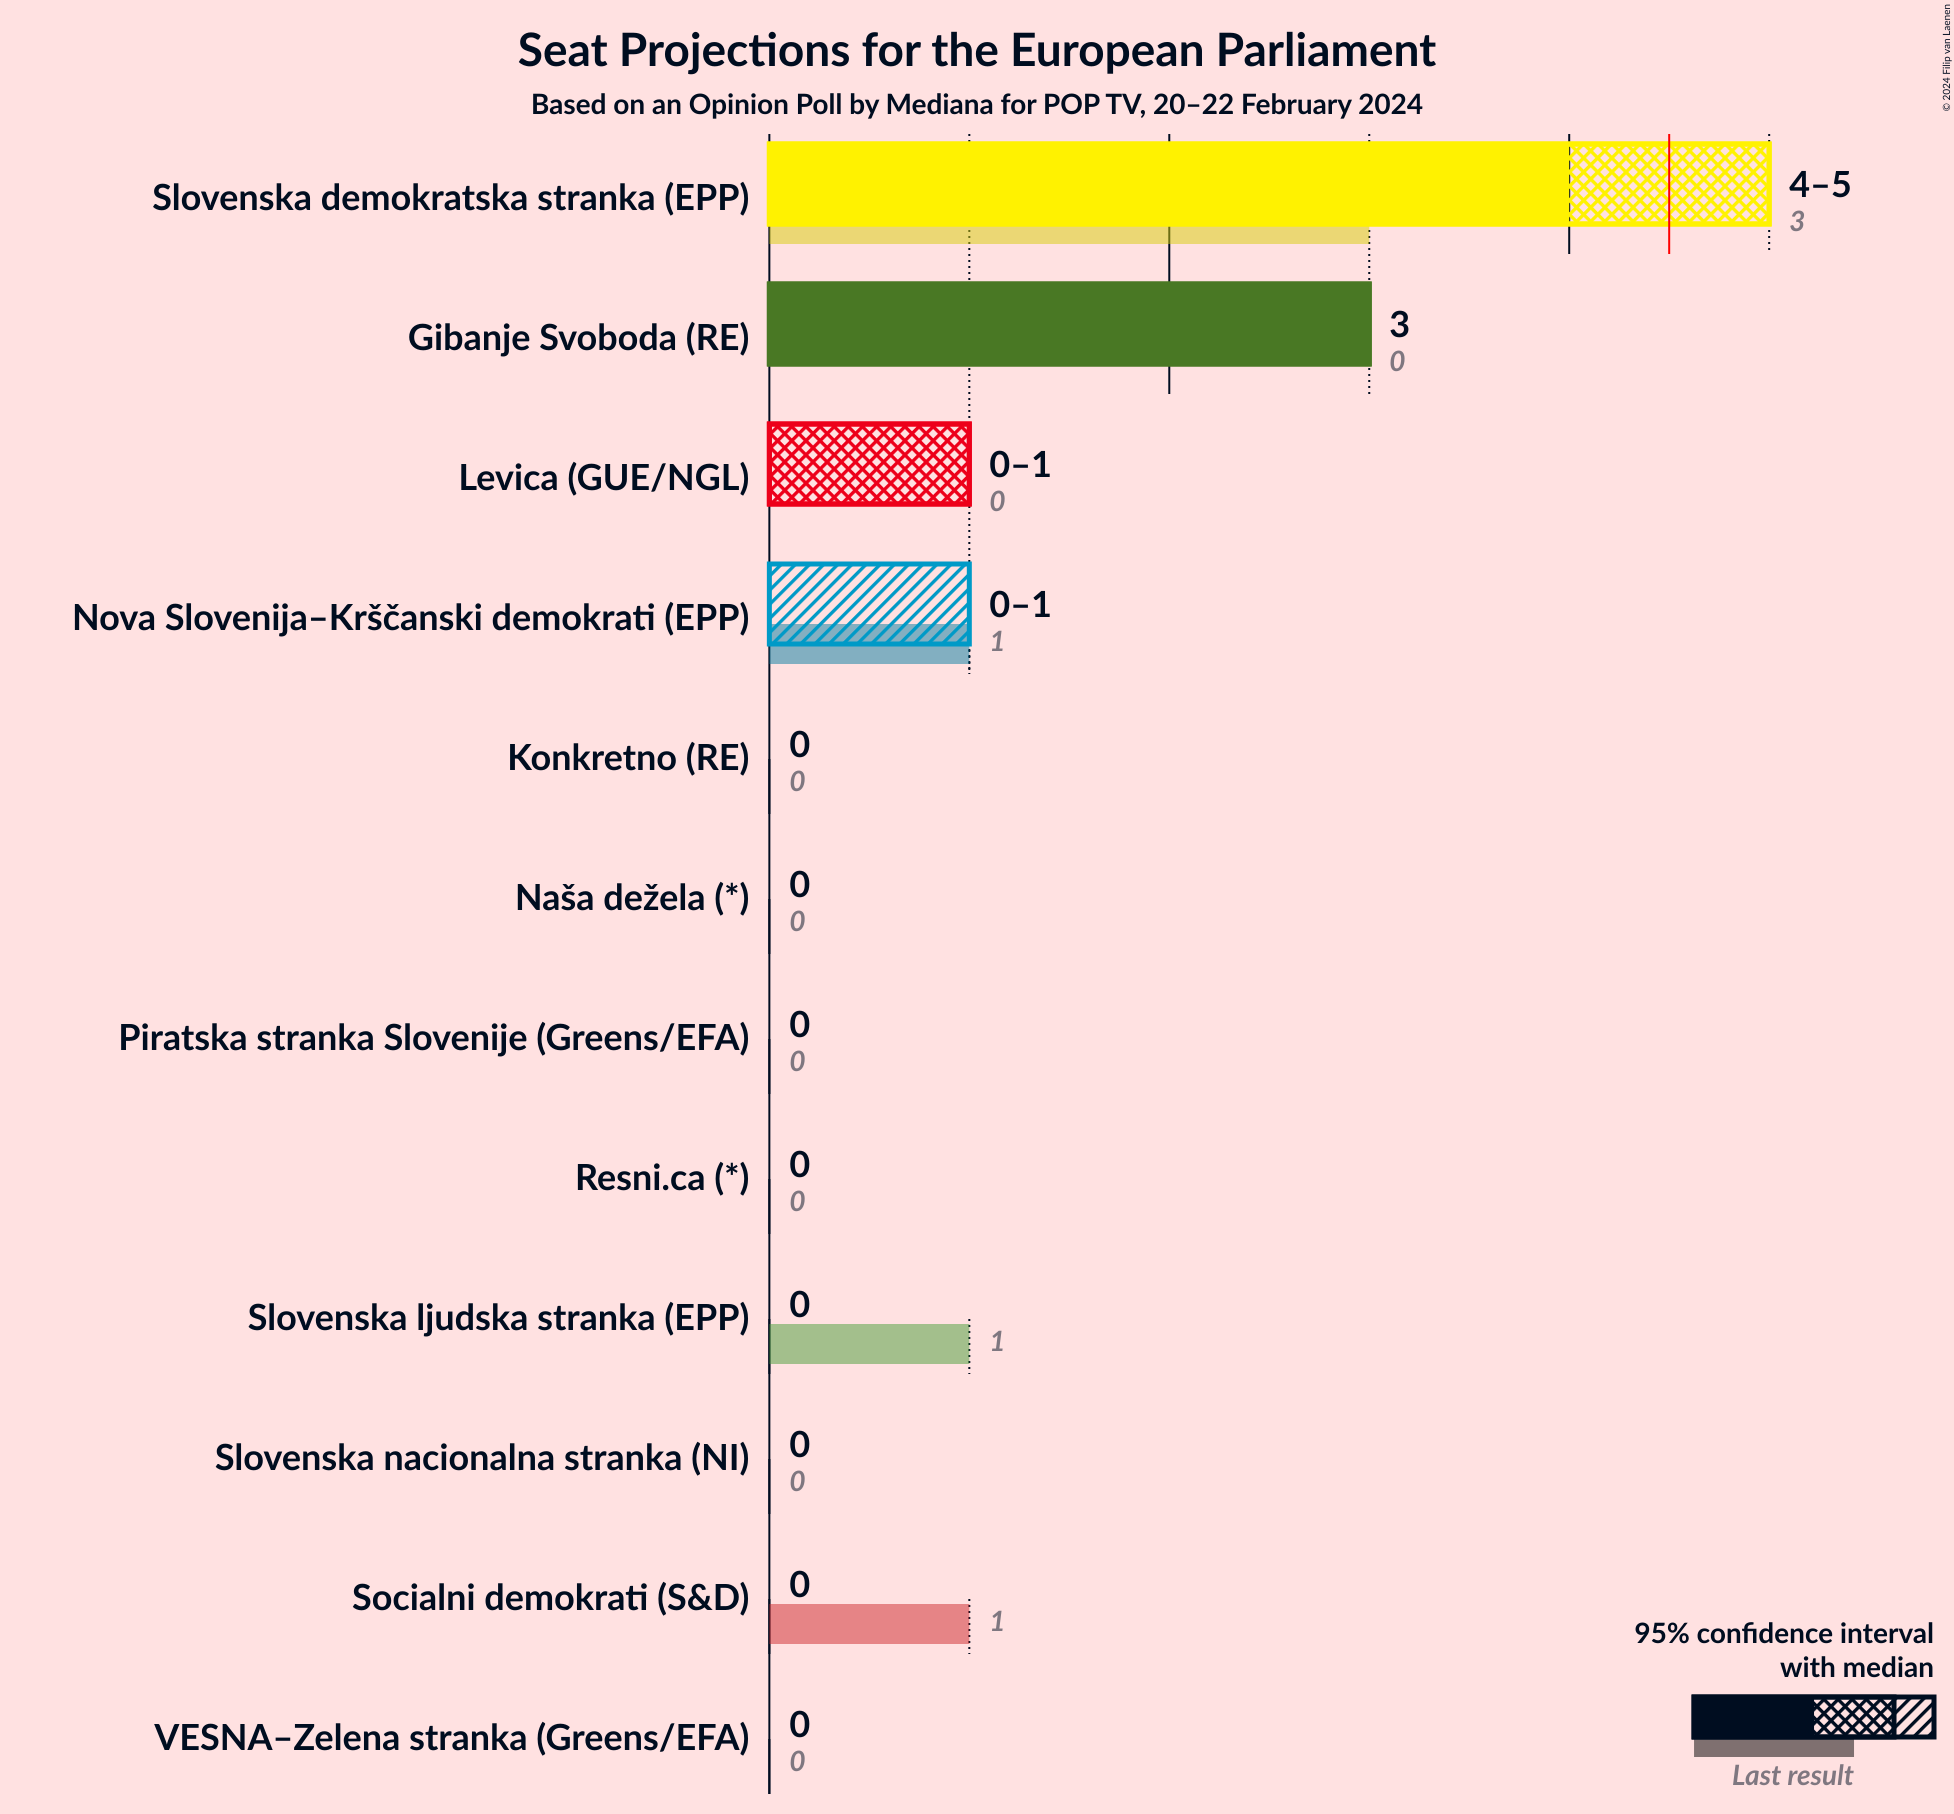 Seat Projections for the European Parliament
Based on an Opinion Poll by Mediana for POP TV, 20–22 February 2024
© 2024 Filip van Laenen
Slovenska demokratska stranka (EPP)
4–5
3
Gibanje Svoboda (RE)
3
0
Levica (GUE/NGL)
0–1
0
Nova Slovenija–Krščanski demokrati (EPP)
0–1
1
Konkretno (RE)
0
0
Naša dežela (*)
0
0
Piratska stranka Slovenije (Greens/EFA)
0
0
Resni.ca (*)
0
0
Slovenska ljudska stranka (EPP)
0
1
Slovenska nacionalna stranka (NI)
0
0
Socialni demokrati (S&D)
0
1
VESNA–Zelena stranka (Greens/EFA)
0
0
95% confidence interval
with median
Last result